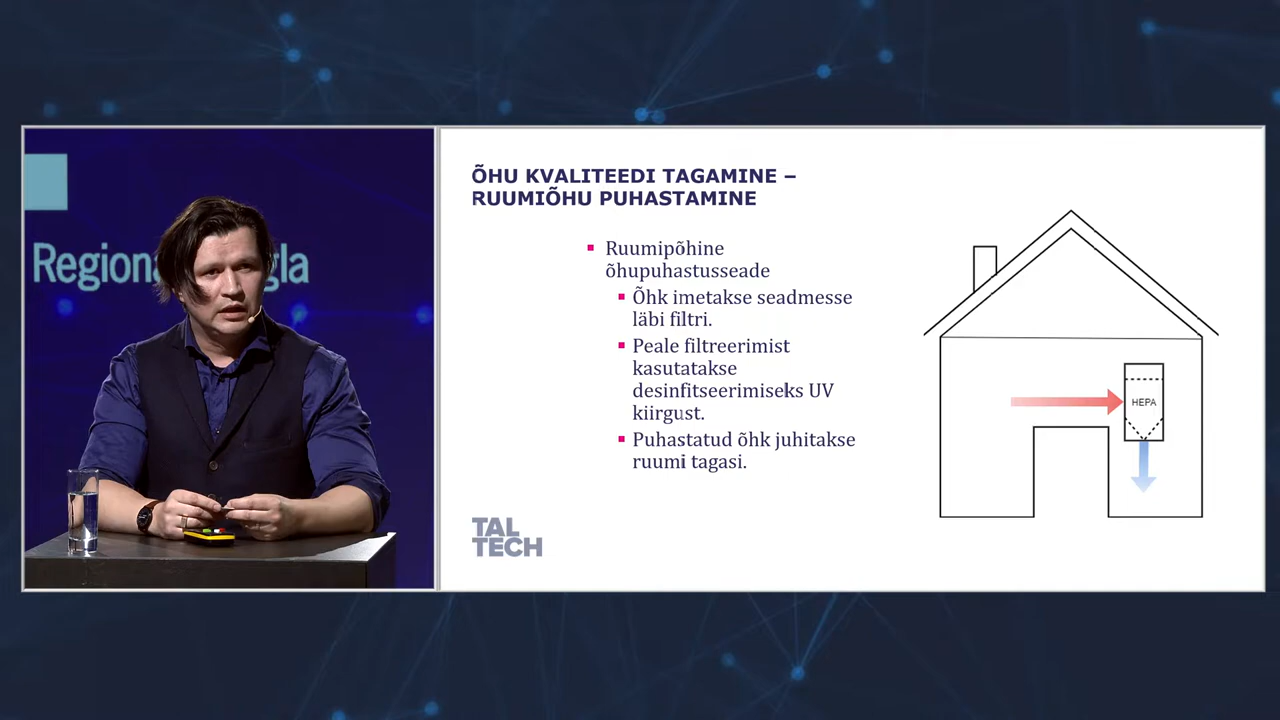 Regiona gla
ÕHU KVALITEEDI TAGAMINE –
RUUMIÕHU PUHASTAMINE
Ruumipõhine
õhupuhastusseade
Õhk imetakse seadmesse
läbi filtri.
Peale filtreerimist
kasutatakse
desinfitseerimiseks UV
kiirgust.
Puhastatud õhk juhitakse
ruumi tagasi.
HEPA
TAL
TECH